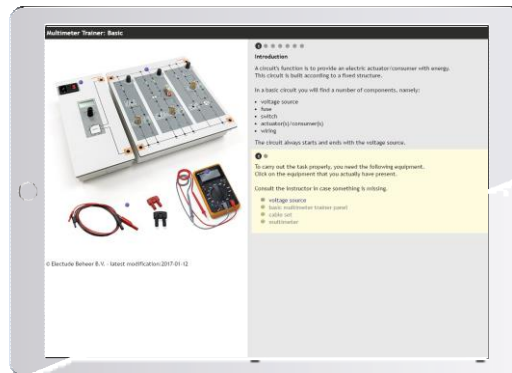 Multimeter Trainer: Basic
Introduction
A circuit's function is to provide an electric actuator/consumer with energy.
This circuit is built according to a fixed structure.
In a basic circuit you will find a number of components, namely:
• voltage source
• fuse
• switch
• actuator(s)/consumer(s)
• wiring
The circuit always starts and ends with the voltage source.
To carry out the task properly, you need the following equipment.
Click on the equipment that you actually have present.
Consult the instructor in case something is missing.
voltage source
basic multimeter trainer panel
cable set
multimeter
© Electude Beheer B.V. - latest modification:2017-01-12